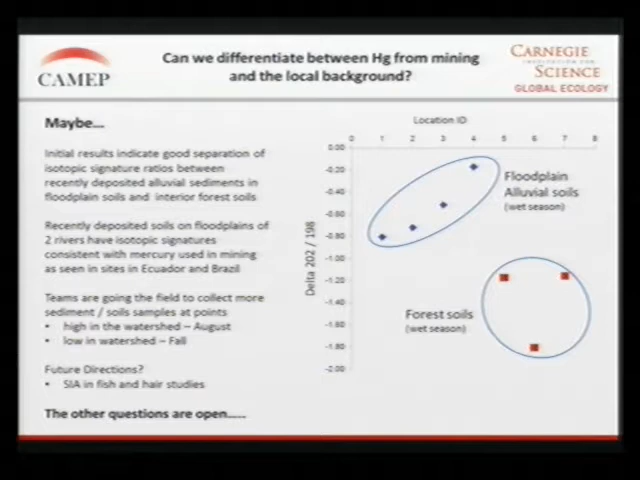 CAMEP
Can we differentiate between Hg from mining
and the local background?
CARNEGIE
INSTITUTION FOR
SCIENCE
GLOBAL ECOLOGY
Maybe...
Initial results indicate good separation of
isotopic signature ratios between
recently deposited alluvial sediments in
floodplain soils and interior forest soils
Recently deposited soils on floodplains of
2 rivers have isotopic signatures
consistent with mercury used in mining
as seen in sites in Ecuador and Brazil
Teams are going the field to collect more
sediment / soils samples at points
• high in the watershed – August
• low in watershed – Fall
Future Directions?
• SIA in fish and hair studies
The other questions are open.....
Location ID
0 1 2 3 4 5 6 7 8
0.00
-0.20
-0.40
-0.60
-0.80
-1.00
-1.20
-1.40
-1.60
-1.80
-2.00
Delta 202 / 198
Floodplain
Alluvial soils
(wet season)
Forest soils
(wet season)